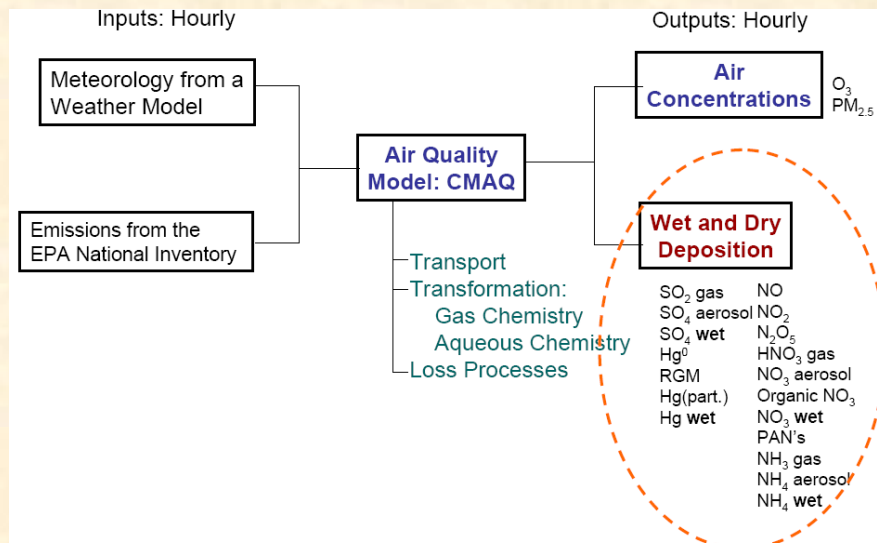 Inputs: Hourly
Meteorology from a
Weather Model
Emissions from the
EPA National Inventory
Air Quality
Model: CMAQ
Transport
Transformation:
Gas Chemistry
Aqueous Chemistry
Loss Processes
Outputs: Hourly
Air
Concentrations
O₃
PM₂.₅
Wet and Dry
Deposition
SO₂ gas
SO₄ aerosol
SO₄ wet
Hg⁰
RGM
Hg(part.)
Hg wet
NO
NO₂
N₂O₅
HNO₃ gas
NO₃ aerosol
Organic NO₃
NO₃ wet
PAN's
NH₃ gas
NH₄ aerosol
NH₄ wet